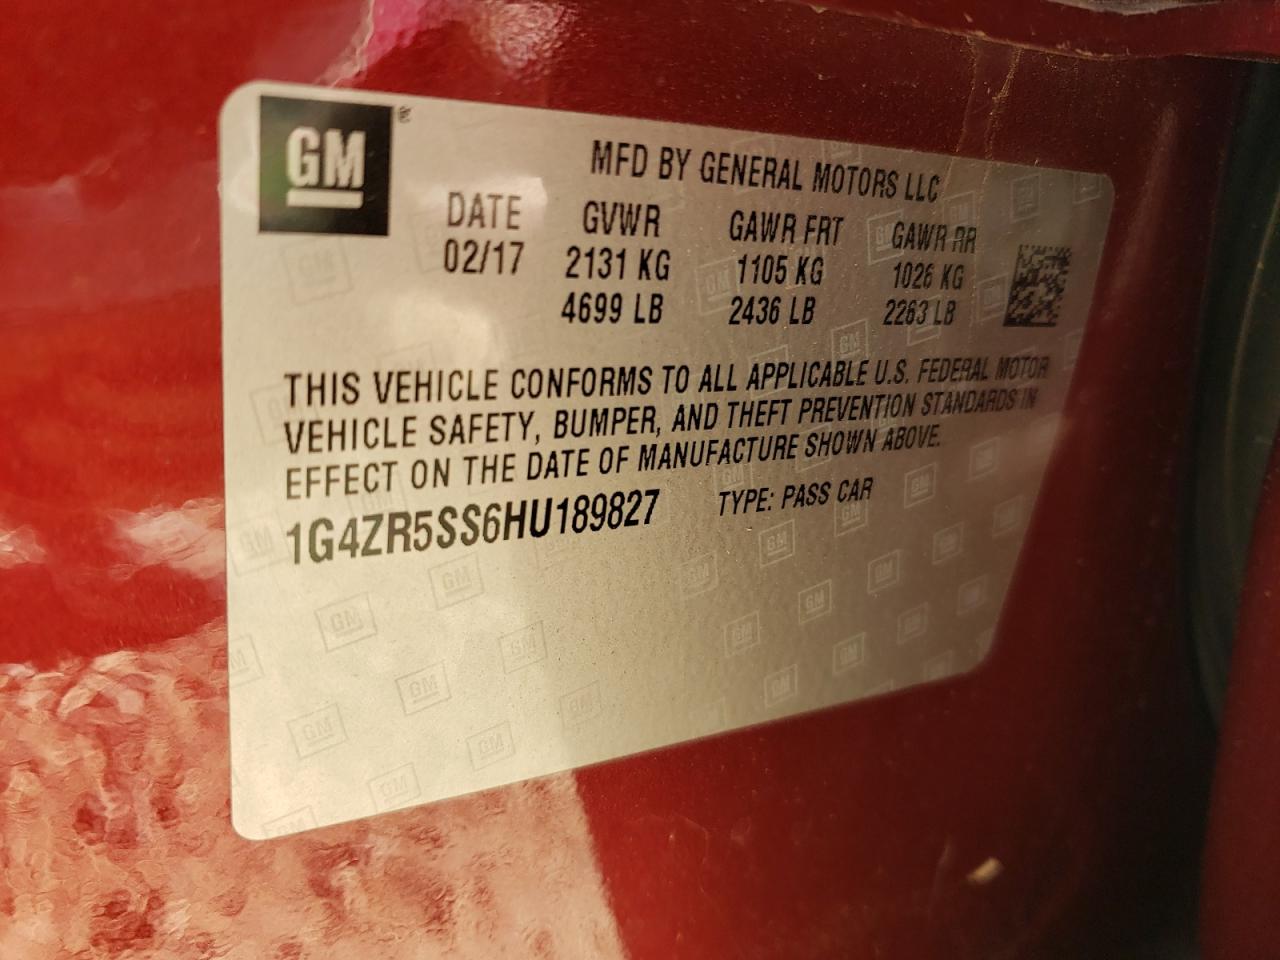 GM
MFD BY GENERAL MOTORS LLC
DATE GVWR GAWR FRT GAWR RR
02/17 2131 KG 1105 KG 1026 KG
4699 LB 2436 LB 2263 LB
THIS VEHICLE CONFORMS TO ALL APPLICABLE U.S. FEDERAL MOTOR
VEHICLE SAFETY, BUMPER, AND THEFT PREVENTION STANDARDS IN
EFFECT ON THE DATE OF MANUFACTURE SHOWN ABOVE.
1G4ZR5SS6HU189827 TYPE: PASS CAR